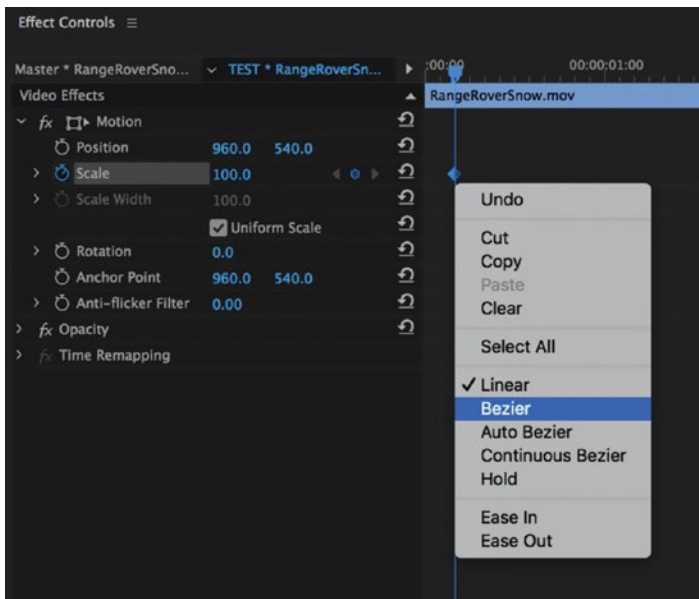 Effect Controls
Master * RangeRoverSno... TEST * RangeRoverSn... :00:00 00:00:01:00
Video Effects RangeRoverSnow.mov
fx Motion
Position 960.0 540.0
Scale 100.0
Scale Width 100.0
Uniform Scale
Rotation 0.0
Anchor Point 960.0 540.0
Anti-flicker Filter 0.00
fx Opacity
fx Time Remapping
Undo
Cut
Copy
Paste
Clear
Select All
Linear
Bezier
Auto Bezier
Continuous Bezier
Hold
Ease In
Ease Out